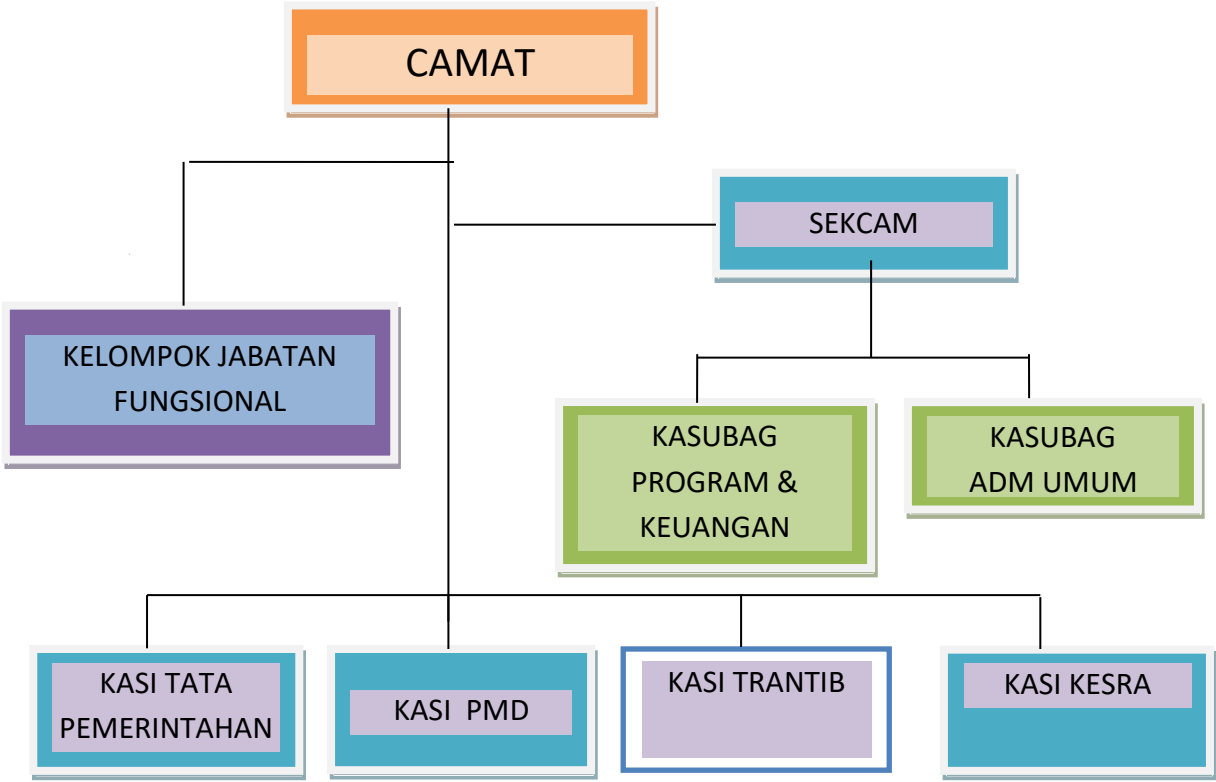 CAMAT
SEKCAM
KELOMPOK JABATAN
FUNGSIONAL
KASUBAG
PROGRAM &
KEUANGAN
KASUBAG
ADM UMUM
KASI TATA
PEMERINTAHAN
KASI PMD
KASI TRANTIB
KASI KESRA